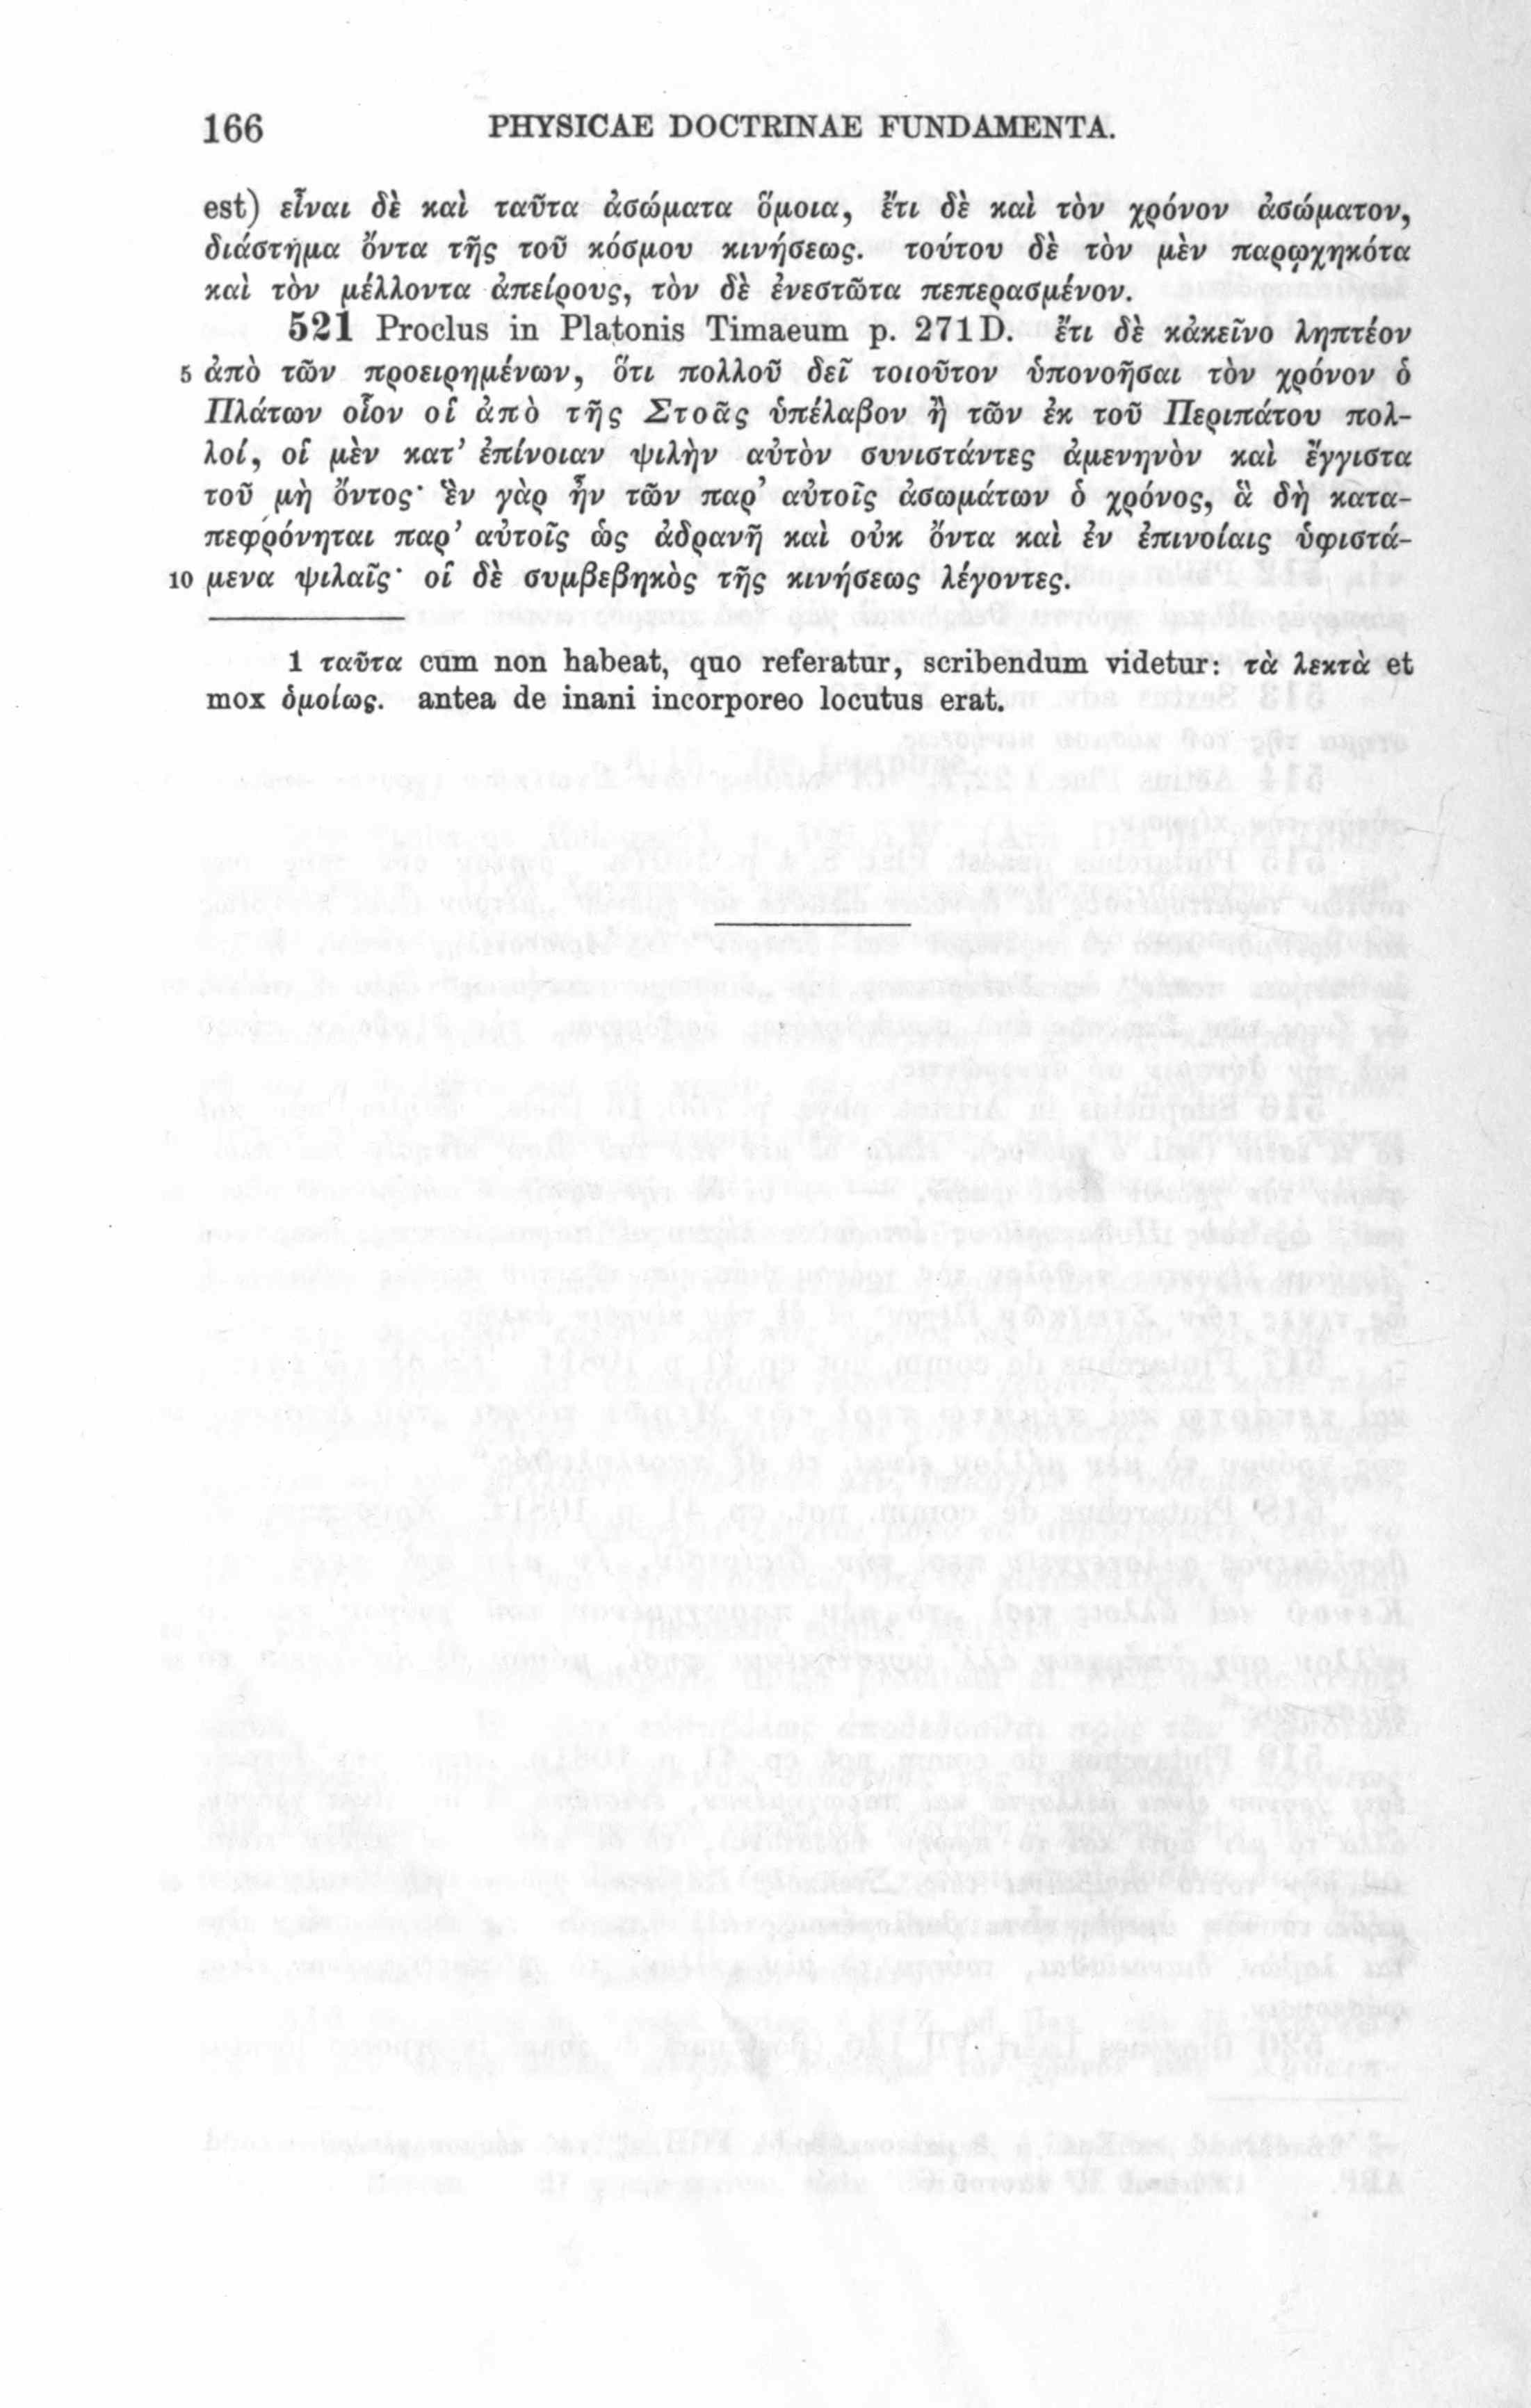 166 PHYSICAE DOCTRINAE FUNDAMENTA.
est) εἶναι δὲ καὶ ταῦτα ἀσώματα ὅμοια, ἔτι δὲ καὶ τὸν χρόνον ἀσώματον,
διάστημα ὄντα τῆς τοῦ κόσμου κινήσεως. τούτου δὲ τὸν μὲν παρῳχηκότα
καὶ τὸν μέλλοντα ἀπείρους, τὸν δὲ ἐνεστῶτα πεπερασμένον.
521 Proclus in Platonis Timaeum p. 271D. ἔτι δὲ κἀκεῖνο ληπτέον
5 ἀπὸ τῶν προειρημένων, ὅτι πολλοῦ δεῖ τοιοῦτον ὑπονοῆσαι τὸν χρόνον ὁ
Πλάτων οἷον οἱ ἀπὸ τῆς Στοᾶς ὑπέλαβον ἢ τῶν ἐκ τοῦ Περιπάτου πολ-
λοί, οἱ μὲν κατ’ ἐπίνοιαν ψιλὴν αὐτὸν συνιστάντες ἀμενηνὸν καὶ ἔγγιστα
τοῦ μὴ ὄντος· ἓν γὰρ ἦν τῶν παρ’ αὐτοῖς ἀσωμάτων ὁ χρόνος, ἃ δὴ κατα-
πεφρόνηται παρ’ αὐτοῖς ὡς ἀδρανῆ καὶ οὐκ ὄντα καὶ ἐν ἐπινοίαις ὑφιστά-
10 μενα ψιλαῖς· οἱ δὲ συμβεβηκὸς τῆς κινήσεως λέγοντες.
1 ταῦτα cum non habeat, quo referatur, scribendum videtur: τὰ λεκτὰ et
mox ὁμοίως. antea de inani incorporeo locutus erat.